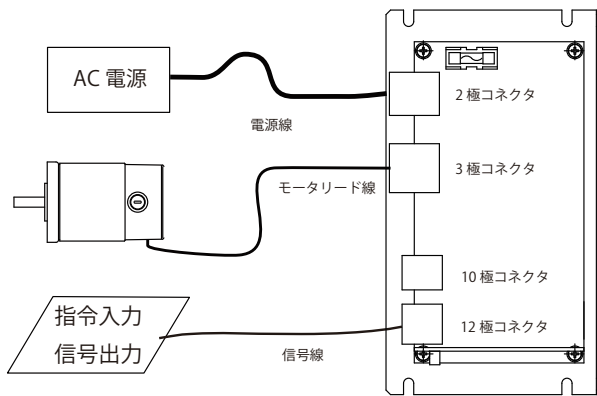 AC 電源
2 極コネクタ
電源線
3 極コネクタ
モータリード線
10 極コネクタ
指令入力
信号出力
12 極コネクタ
信号線